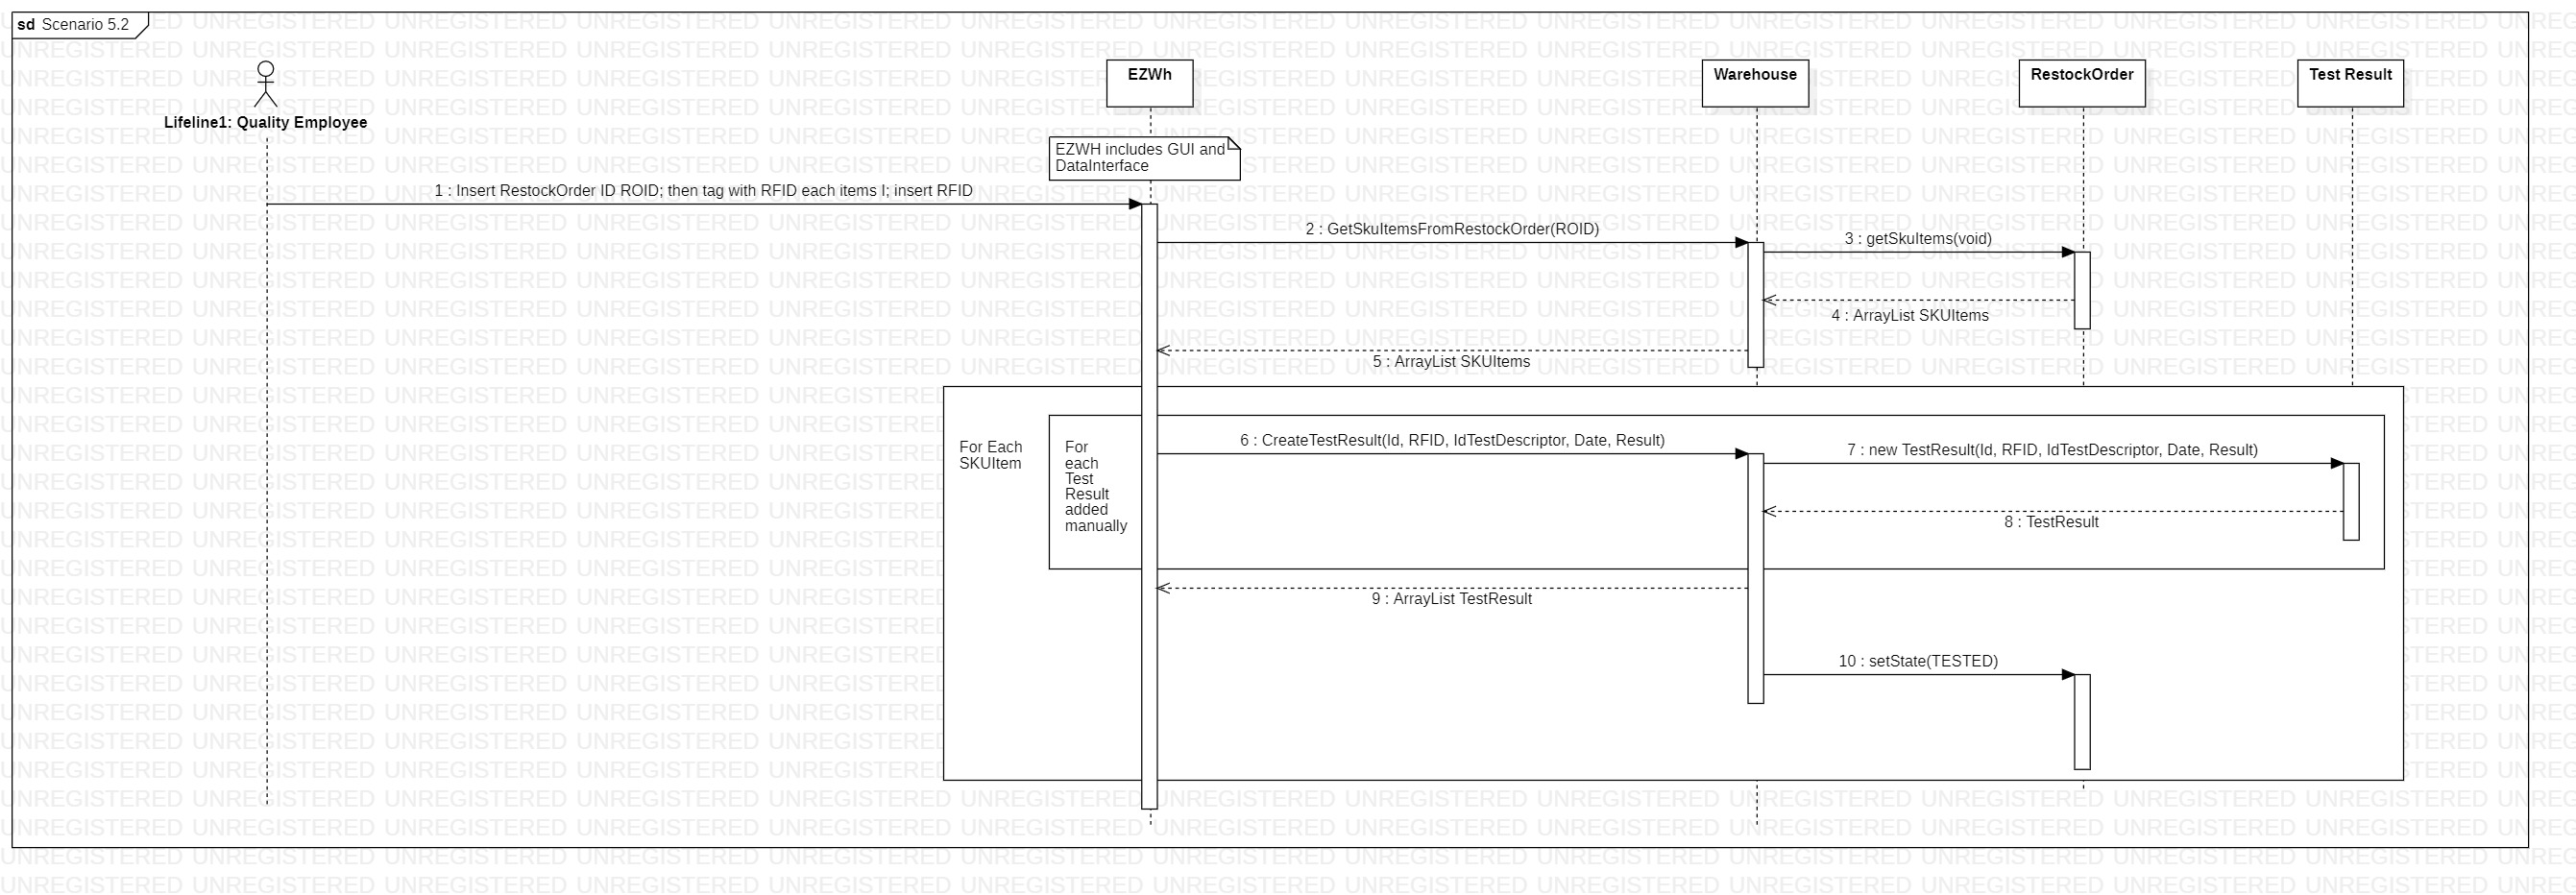 sd Scenario 5.2
EZWh
Warehouse
RestockOrder
Test Result
Lifeline1: Quality Employee
EZWH includes GUI and
DataInterface
1 : Insert RestockOrder ID ROID; then tag with RFID each items I; insert RFID
2 : GetSkuItemsFromRestockOrder(ROID)
3 : getSkuItems(void)
4 : ArrayList SKUItems
5 : ArrayList SKUItems
For Each
SKUItem
For
each
Test
Result
added
manually
6 : CreateTestResult(Id, RFID, IdTestDescriptor, Date, Result)
7 : new TestResult(Id, RFID, IdTestDescriptor, Date, Result)
8 : TestResult
9 : ArrayList TestResult
10 : setState(TESTED)
UNREGISTERED